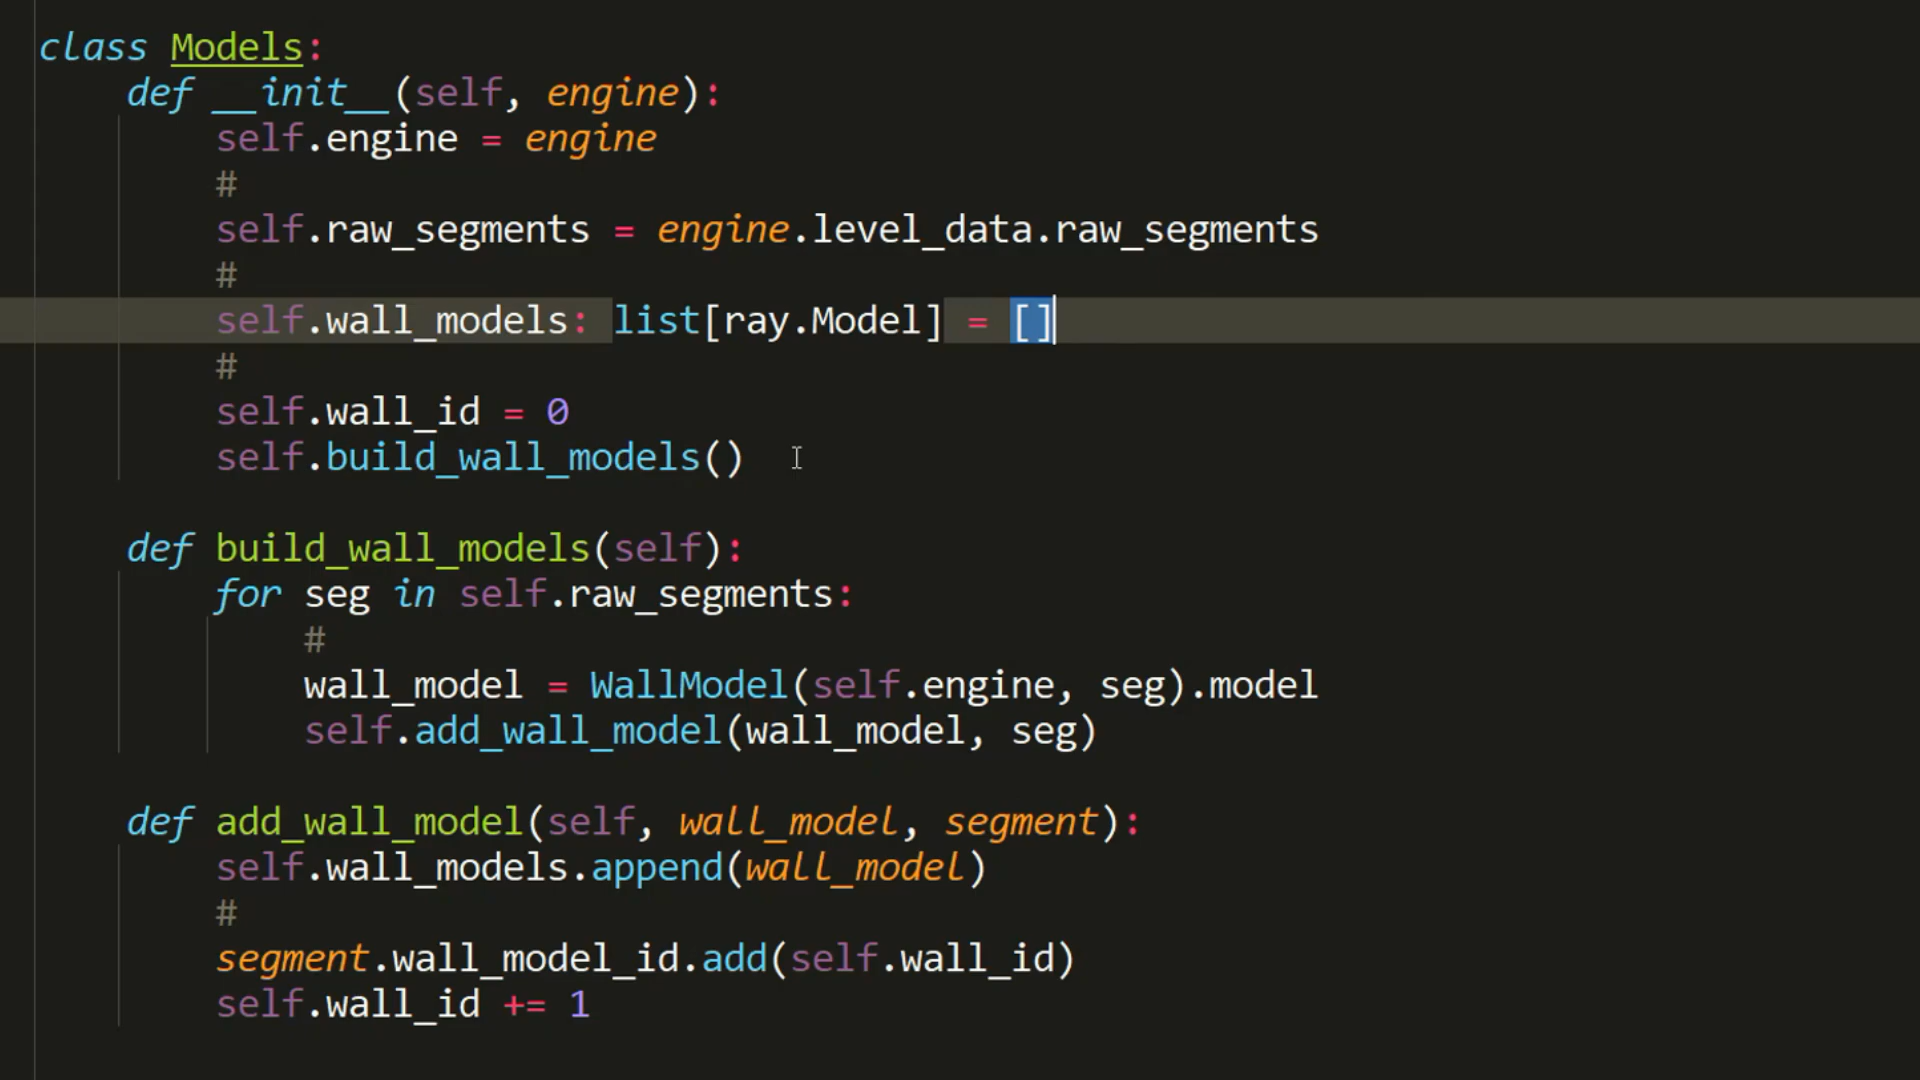 class Models:
def __init__(self, engine):
self.engine = engine
#
self.raw_segments = engine.level_data.raw_segments
#
self.wall_models: list[ray.Model] = []
#
self.wall_id = 0
self.build_wall_models()
def build_wall_models(self):
for seg in self.raw_segments:
#
wall_model = WallModel(self.engine, seg).model
self.add_wall_model(wall_model, seg)
def add_wall_model(self, wall_model, segment):
self.wall_models.append(wall_model)
#
segment.wall_model_id.add(self.wall_id)
self.wall_id += 1